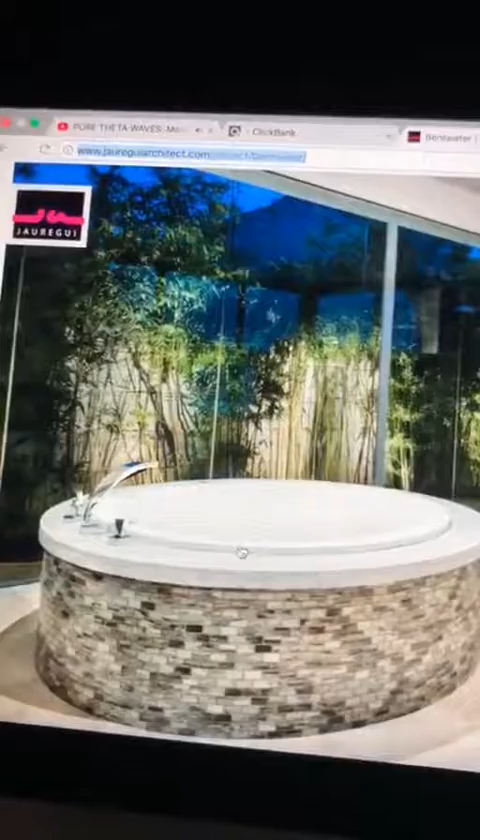 PURE THETA-WAVES:
ClickBank
Bentwater |
www.jaureguiarchitect.com
JAUREGUI